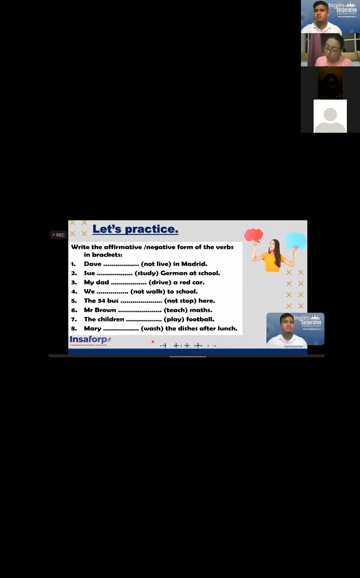 Inglés
Corporativo
REC
Let's practice.
Write the affirmative /negative form of the verbs
in brackets:
1. Dave .................. (not live) in Madrid.
2. Sue .................. (study) German at school.
3. My dad .................. (drive) a red car.
4. We ................ (not walk) to school.
5. The 34 bus ..................... (not stop) here.
6. Mr Brown ...................... (teach) maths.
7. The children .................. (play) football.
8. Mary .................. (wash) the dishes after lunch.
Insaforp